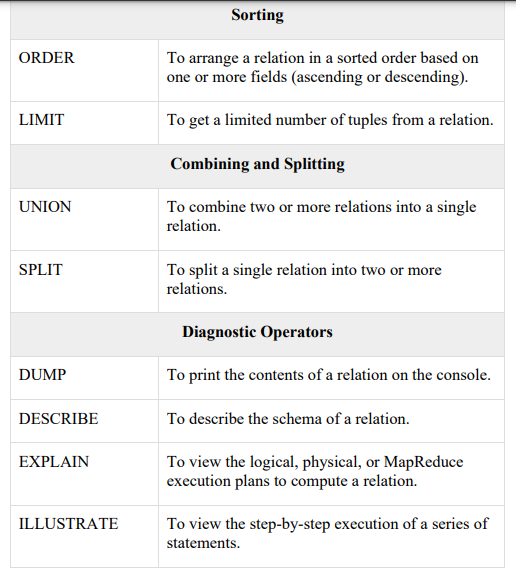 Sorting
ORDER
To arrange a relation in a sorted order based on
one or more fields (ascending or descending).
LIMIT
To get a limited number of tuples from a relation.
Combining and Splitting
UNION
To combine two or more relations into a single
relation.
SPLIT
To split a single relation into two or more
relations.
Diagnostic Operators
DUMP
To print the contents of a relation on the console.
DESCRIBE
To describe the schema of a relation.
EXPLAIN
To view the logical, physical, or MapReduce
execution plans to compute a relation.
ILLUSTRATE
To view the step-by-step execution of a series of
statements.